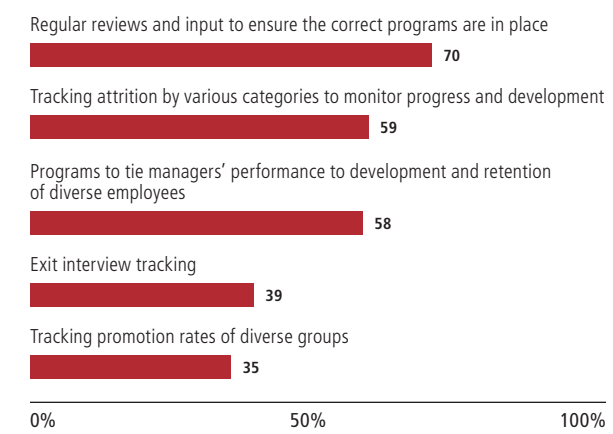 Regular reviews and input to ensure the correct programs are in place
70
Tracking attrition by various categories to monitor progress and development
59
Programs to tie managers’ performance to development and retention
of diverse employees
58
Exit interview tracking
39
Tracking promotion rates of diverse groups
35
0% 50% 100%